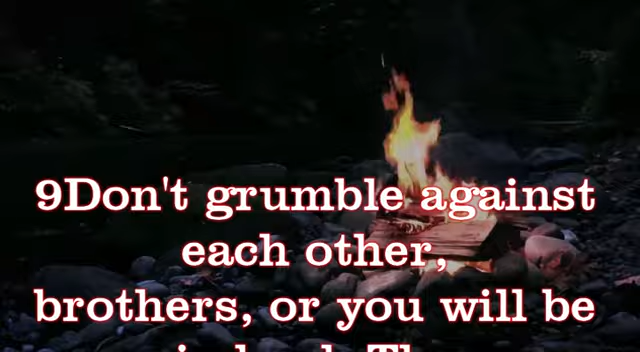 9Don't grumble against
each other,
brothers, or you will be